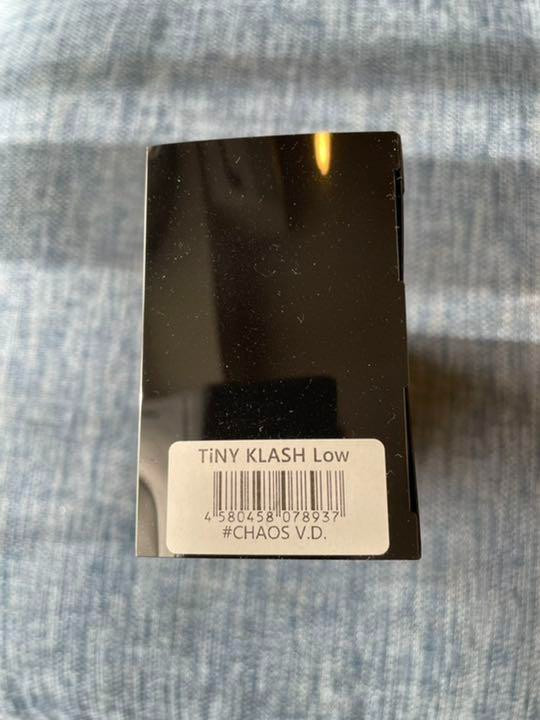 TiNY KLASH Low
4 580458 078937
#CHAOS V.D.